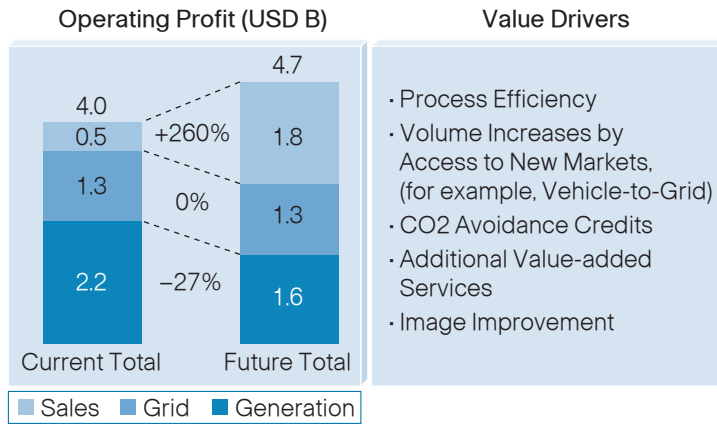 Operating Profit (USD B)
4.0
0.5
1.3
2.2
Current Total
+260%
0%
–27%
4.7
1.8
1.3
1.6
Future Total
Sales Grid Generation
Value Drivers
· Process Efficiency
· Volume Increases by
Access to New Markets,
(for example, Vehicle-to-Grid)
· CO2 Avoidance Credits
· Additional Value-added
Services
· Image Improvement